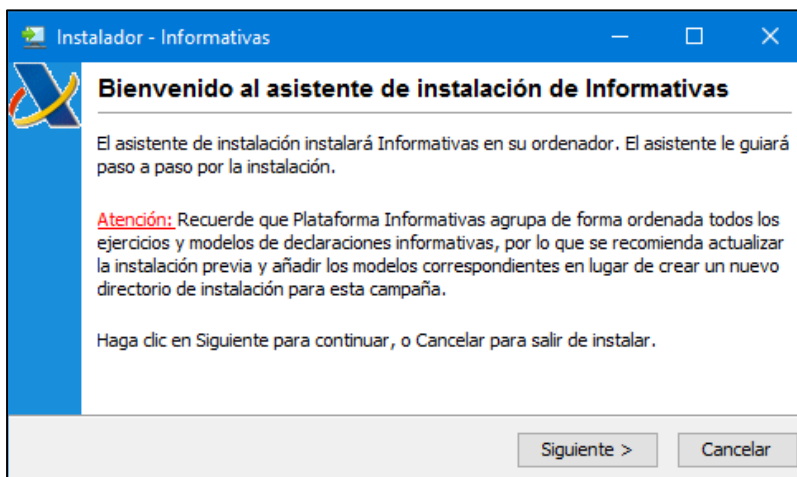 Instalador - Informativas
Bienvenido al asistente de instalación de Informativas
El asistente de instalación instalará Informativas en su ordenador. El asistente le guiará
paso a paso por la instalación.
Atención: Recuerde que Plataforma Informativas agrupa de forma ordenada todos los
ejercicios y modelos de declaraciones informativas, por lo que se recomienda actualizar
la instalación previa y añadir los modelos correspondientes en lugar de crear un nuevo
directorio de instalación para esta campaña.
Haga clic en Siguiente para continuar, o Cancelar para salir de instalar.
Siguiente > Cancelar